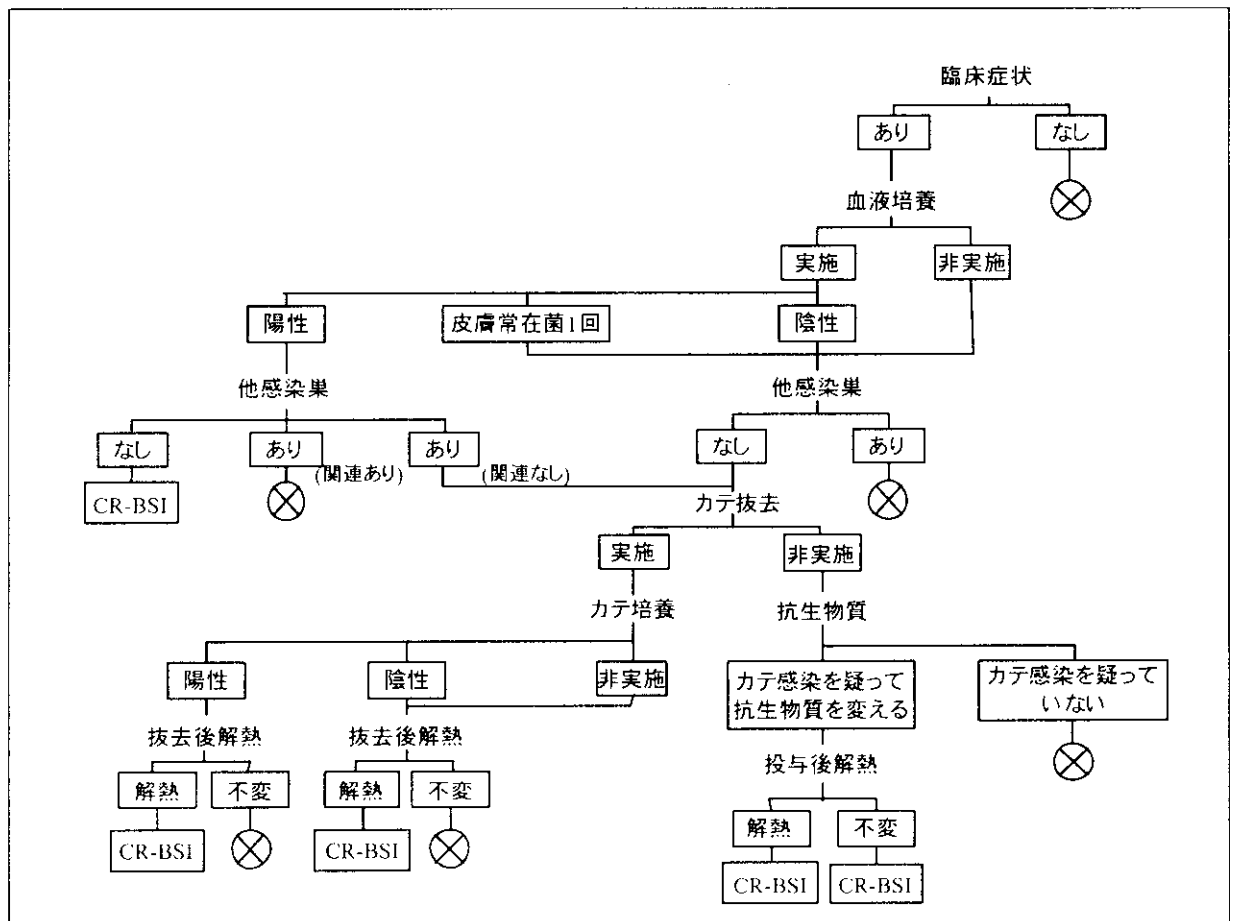 臨床症状
あり
なし
血液培養
実施
非実施
陽性
皮膚常在菌1回
陰性
他感染巣
他感染巣
なし
あり
あり
なし
あり
(関連あり)
(関連なし)
CR-BSI
カテ抜去
実施
非実施
カテ培養
抗生物質
陽性
陰性
非実施
カテ感染を疑って
抗生物質を変える
カテ感染を疑って
いない
抜去後解熱
抜去後解熱
投与後解熱
解熱
不変
解熱
不変
解熱
不変
CR-BSI
CR-BSI
CR-BSI
CR-BSI